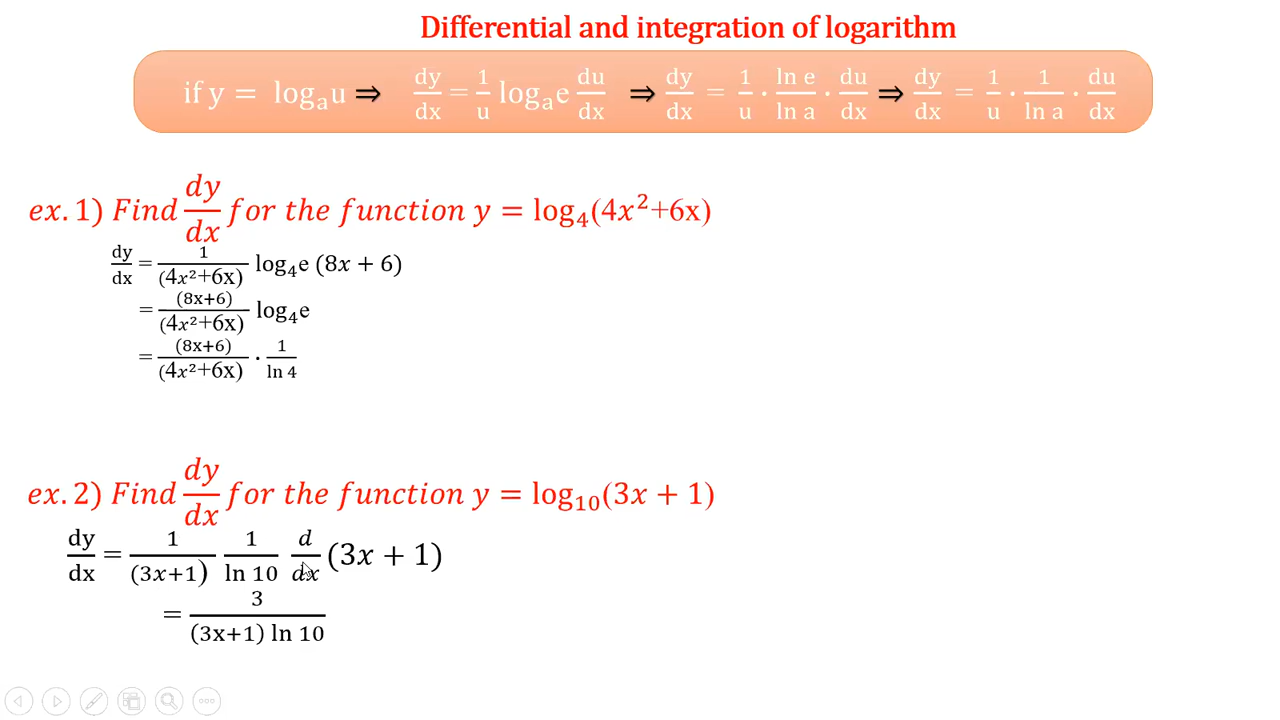 Differential and integration of logarithm
if y = logₐu ⇒ dy/dx = 1/u logₐe du/dx ⇒ dy/dx = 1/u · ln e/ln a · du/dx ⇒ dy/dx = 1/u · 1/ln a · du/dx
ex. 1) Find dy/dx for the function y = log₄(4x²+6x)
dy/dx = 1/(4x²+6x) log₄e (8x + 6)
= (8x+6)/(4x²+6x) log₄e
= (8x+6)/(4x²+6x) · 1/ln 4
ex. 2) Find dy/dx for the function y = log₁₀(3x + 1)
dy/dx = 1/(3x+1) 1/ln 10 d/dx (3x + 1)
= 3/(3x+1) ln 10